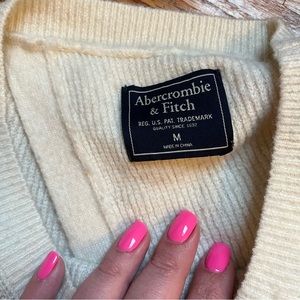 Abercrombie
& Fitch
REG. U.S. PAT. TRADEMARK
QUALITY SINCE 1892
M
MADE IN CHINA